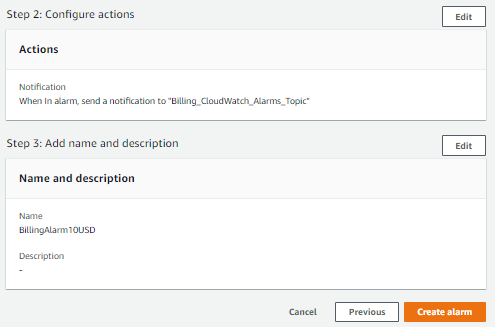 Step 2: Configure actions
Edit
Actions
Notification
When In alarm, send a notification to "Billing_CloudWatch_Alarms_Topic"
Step 3: Add name and description
Edit
Name and description
Name
BillingAlarm10USD
Description
-
Cancel
Previous
Create alarm